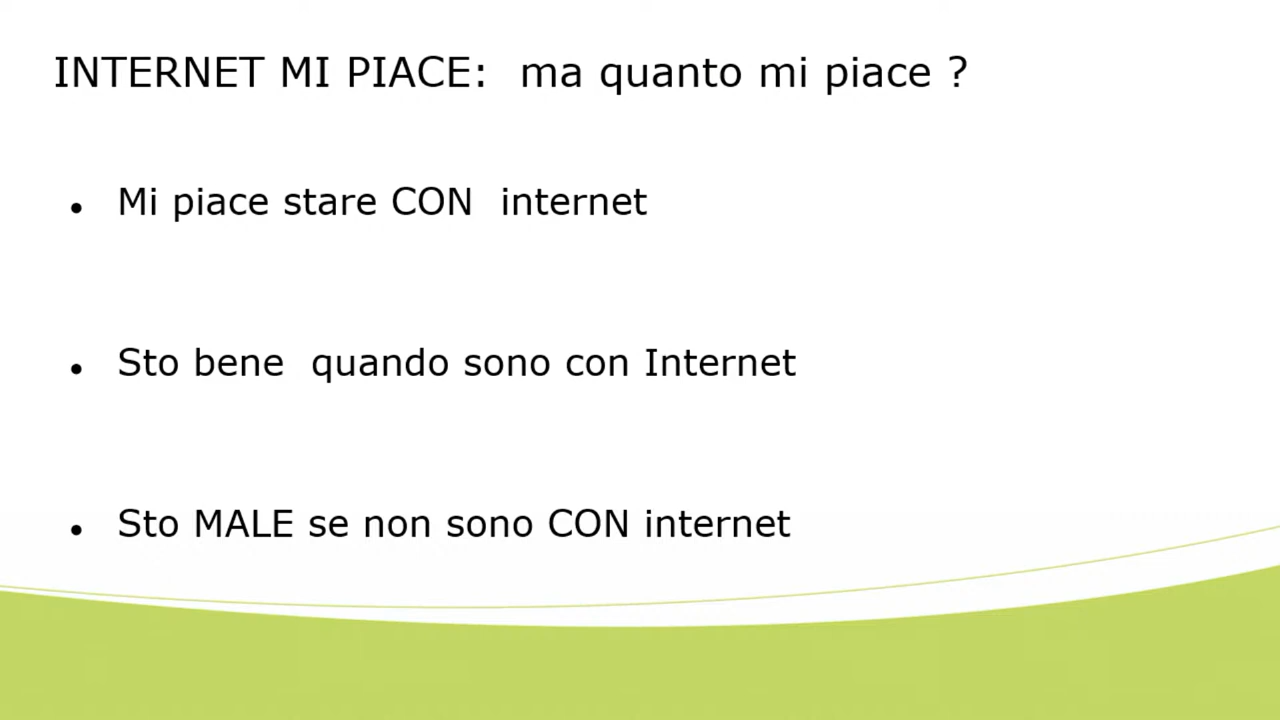 INTERNET MI PIACE: ma quanto mi piace ?
• Mi piace stare CON internet
• Sto bene quando sono con Internet
• Sto MALE se non sono CON internet